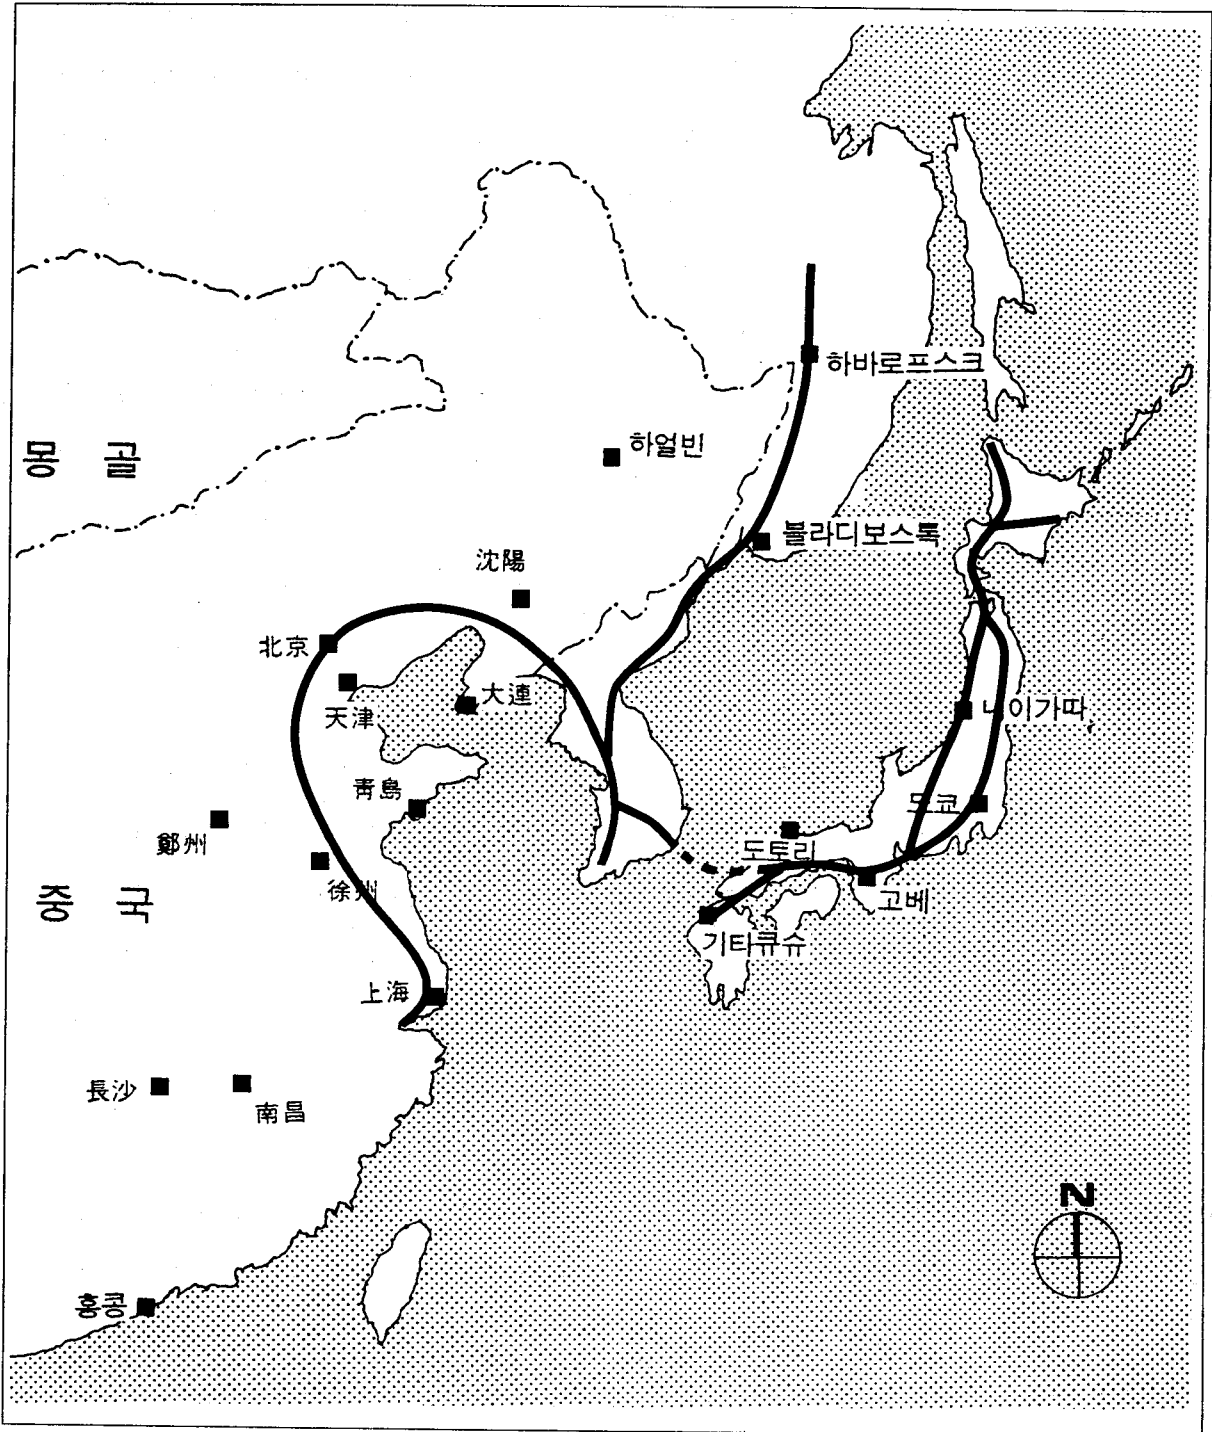 하바로프스크
몽 골
하얼빈
블라디보스톡
沈陽
北京
大連
天津
니이가따
靑島
도쿄
鄭州
도토리
徐州
중 국
고베
기타큐슈
上海
長沙
南昌
N
홍콩